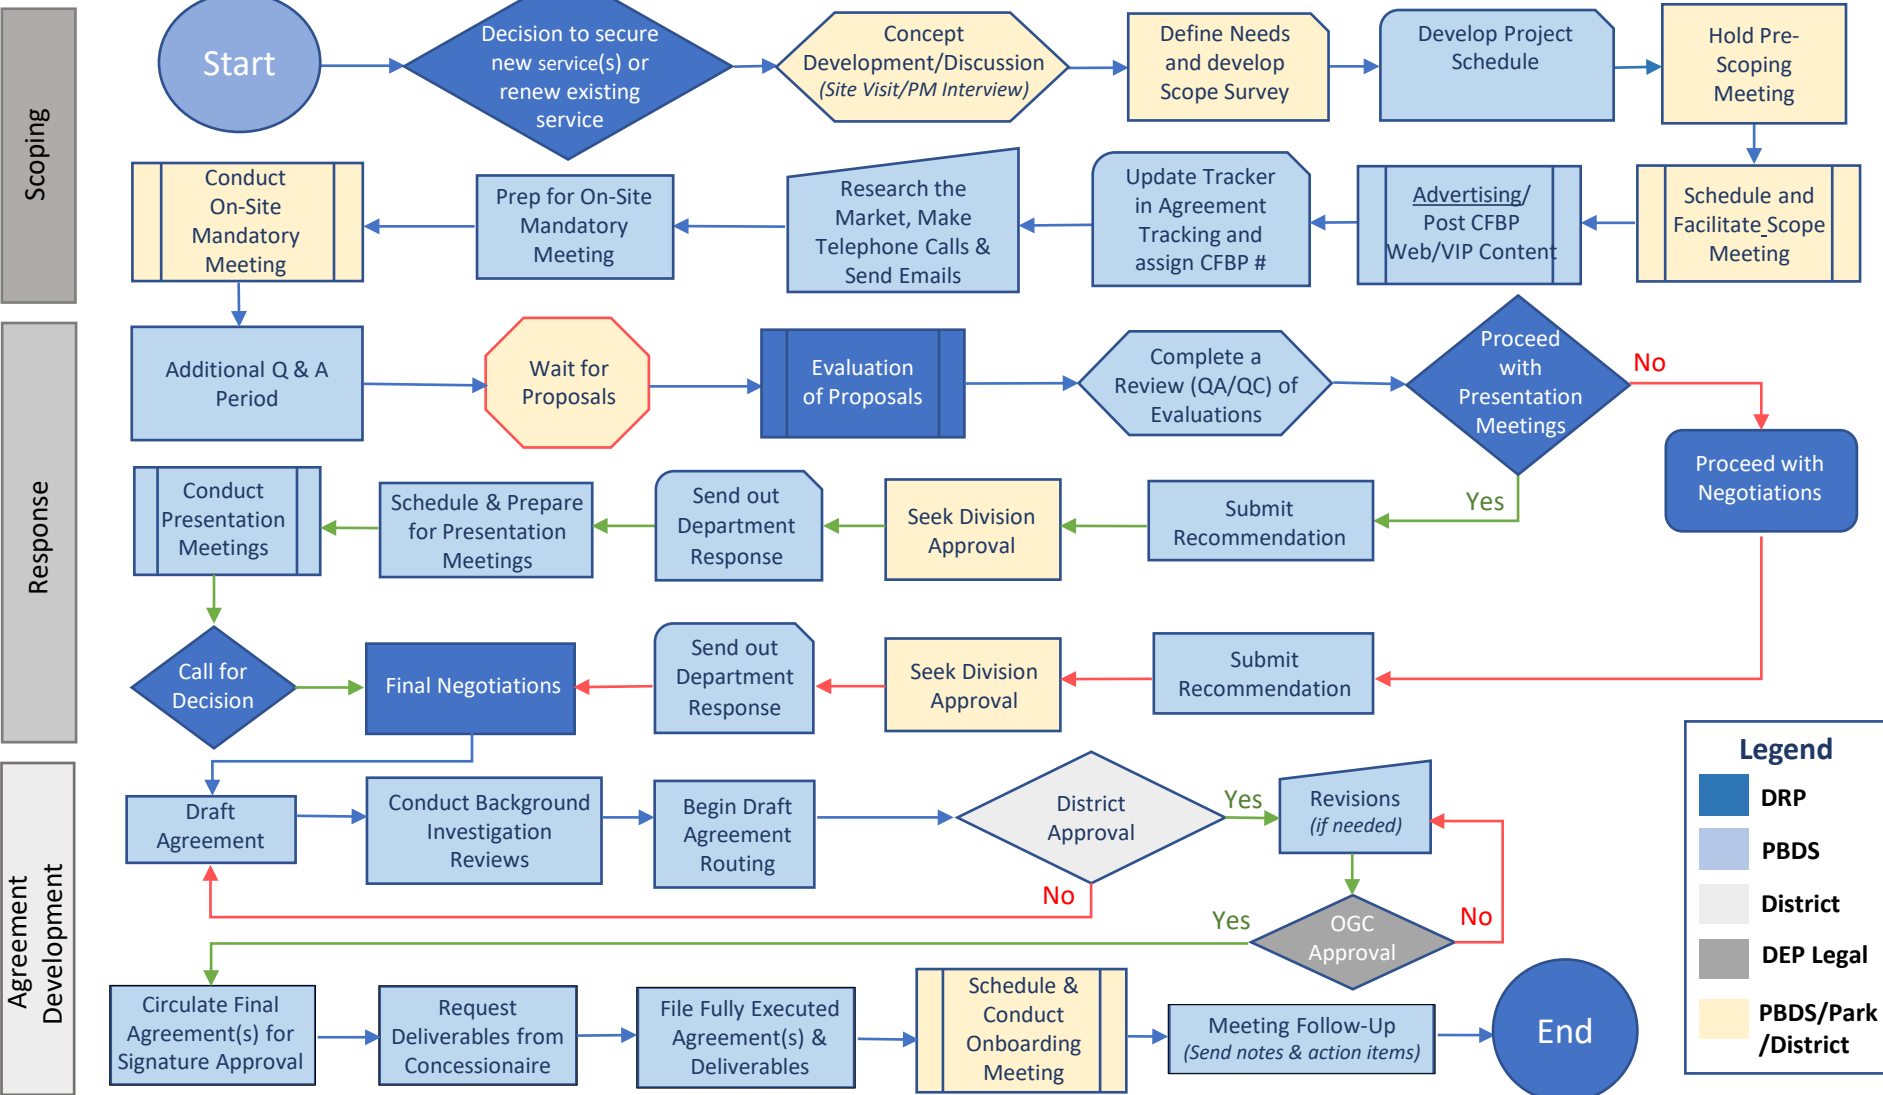 Scoping
Start
Decision to secure
new service(s) or
renew existing
service
Concept
Development/Discussion
(Site Visit/PM Interview)
Define Needs
and develop
Scope Survey
Develop Project
Schedule
Hold Pre-
Scoping
Meeting
Schedule and
Facilitate Scope
Meeting
Advertising/
Post CFBP
Web/VIP Content
Update Tracker
in Agreement
Tracking and
assign CFBP #
Research the
Market, Make
Telephone Calls &
Send Emails
Prep for On-Site
Mandatory
Meeting
Conduct
On-Site
Mandatory
Meeting
Response
Additional Q & A
Period
Wait for
Proposals
Evaluation
of Proposals
Complete a
Review (QA/QC) of
Evaluations
Proceed
with
Presentation
Meetings
No
Proceed with
Negotiations
Yes
Submit
Recommendation
Seek Division
Approval
Send out
Department
Response
Schedule & Prepare
for Presentation
Meetings
Conduct
Presentation
Meetings
Call for
Decision
Final Negotiations
Send out
Department
Response
Seek Division
Approval
Submit
Recommendation
Agreement
Development
Draft
Agreement
Conduct Background
Investigation
Reviews
Begin Draft
Agreement
Routing
District
Approval
Yes
No
Revisions
(if needed)
OGC
Approval
No
Yes
Circulate Final
Agreement(s) for
Signature Approval
Request
Deliverables from
Concessionaire
File Fully Executed
Agreement(s) &
Deliverables
Schedule &
Conduct
Onboarding
Meeting
Meeting Follow-Up
(Send notes & action items)
End
Legend
DRP
PBDS
District
DEP Legal
PBDS/Park
/District